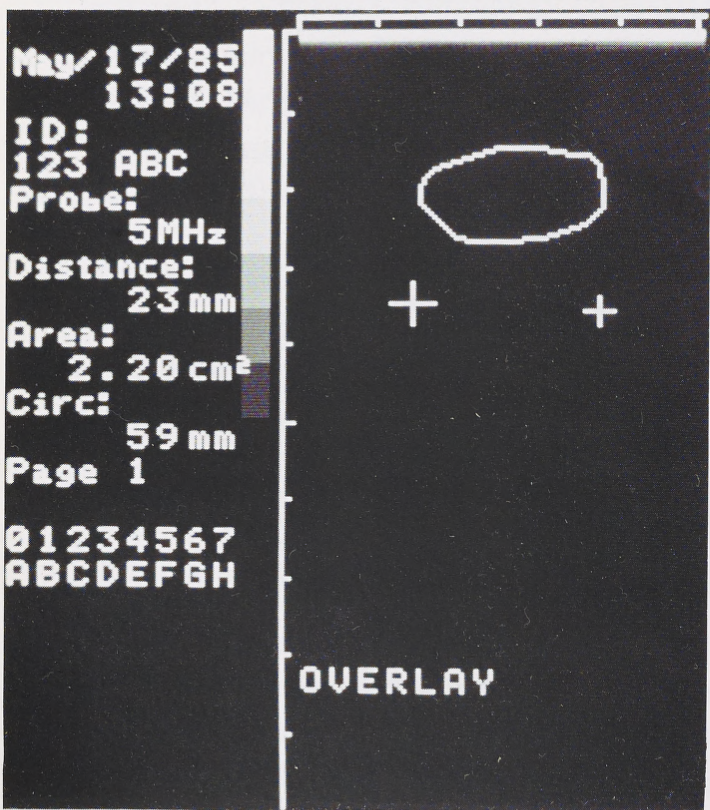 May/17/85
13:08
ID:
123 ABC
Probe:
5MHz
Distance:
23mm
Area:
2.20cm²
Circ:
59mm
Page 1
01234567
ABCDEFGH
OVERLAY